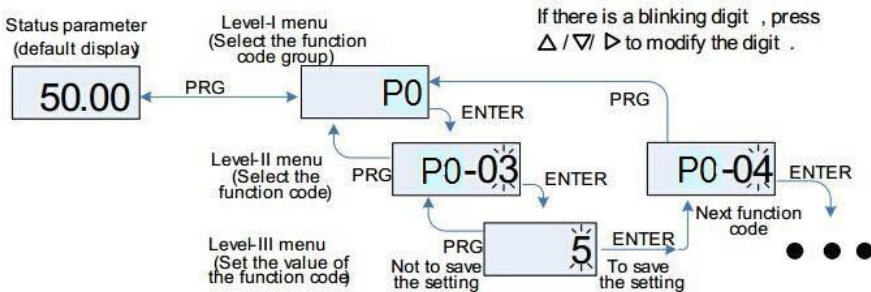 Status parameter
(default display)
50.00
PRG
Level-I menu
(Select the function
code group)
P0
ENTER
If there is a blinking digit , press
△ / ▽/ ▷ to modify the digit .
PRG
Level-II menu
(Select the
function code)
PRG
P0-03
ENTER
P0-04
ENTER
Next function
code
Level-III menu
(Set the value of
the function code)
PRG
Not to save
the setting
5
ENTER
To save
the setting